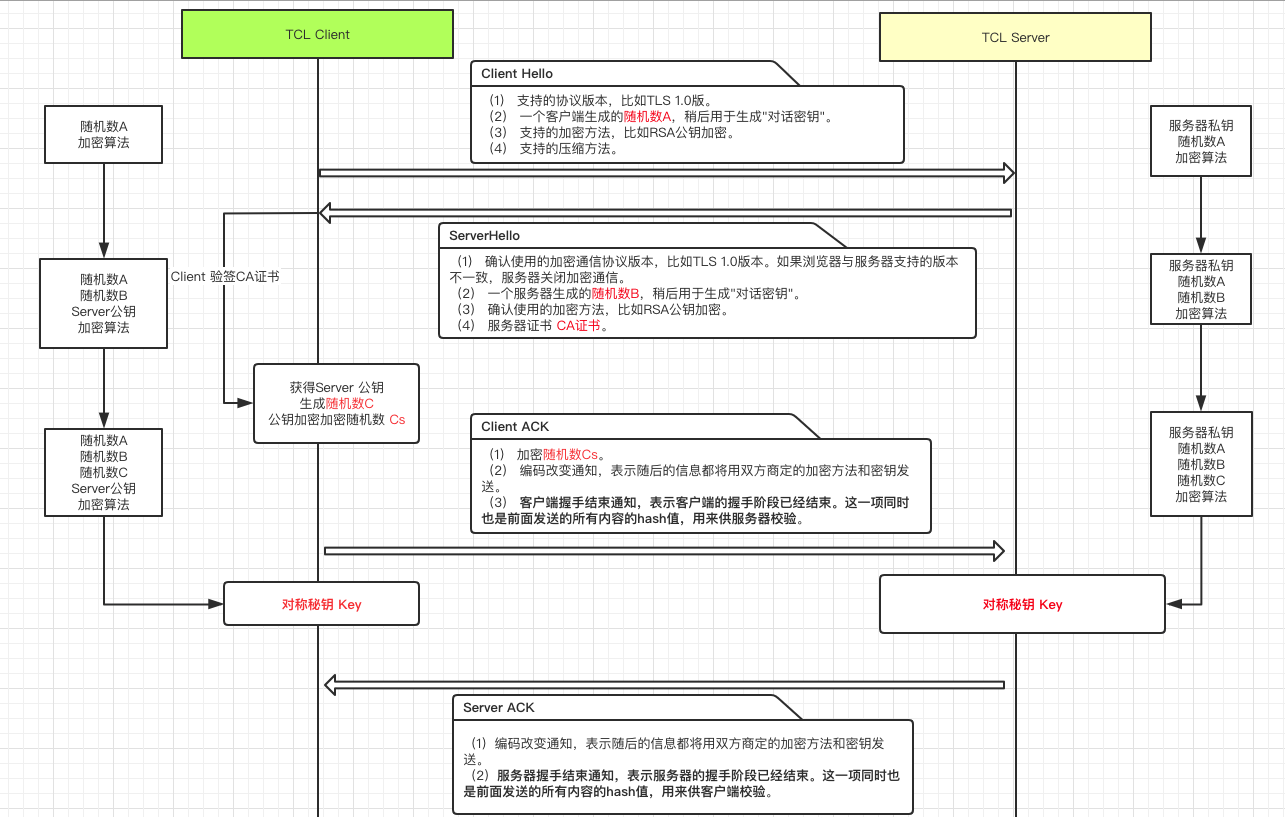 TCL Client
TCL Server
Client Hello
（1） 支持的协议版本，比如TLS 1.0版。
（2） 一个客户端生成的随机数A，稍后用于生成"对话密钥"。
（3） 支持的加密方法，比如RSA公钥加密。
（4） 支持的压缩方法。
随机数A
加密算法
服务器私钥
随机数A
加密算法
ServerHello
（1） 确认使用的加密通信协议版本，比如TLS 1.0版本。如果浏览器与服务器支持的版本
不一致，服务器关闭加密通信。
（2） 一个服务器生成的随机数B，稍后用于生成"对话密钥"。
（3） 确认使用的加密方法，比如RSA公钥加密。
（4） 服务器证书 CA证书。
Client 验签CA证书
随机数A
随机数B
Server公钥
加密算法
服务器私钥
随机数A
随机数B
加密算法
获得Server 公钥
生成随机数C
公钥加密加密随机数 Cs
Client ACK
（1） 加密随机数Cs。
（2） 编码改变通知，表示随后的信息都将用双方商定的加密方法和密钥发
送。
（3） 客户端握手结束通知，表示客户端的握手阶段已经结束。这一项同时
也是前面发送的所有内容的hash值，用来供服务器校验。
随机数A
随机数B
随机数C
Server公钥
加密算法
服务器私钥
随机数A
随机数B
随机数C
加密算法
对称秘钥 Key
对称秘钥 Key
Server ACK
（1）编码改变通知，表示随后的信息都将用双方商定的加密方法和密钥发
送。
（2）服务器握手结束通知，表示服务器的握手阶段已经结束。这一项同时也
是前面发送的所有内容的hash值，用来供客户端校验。